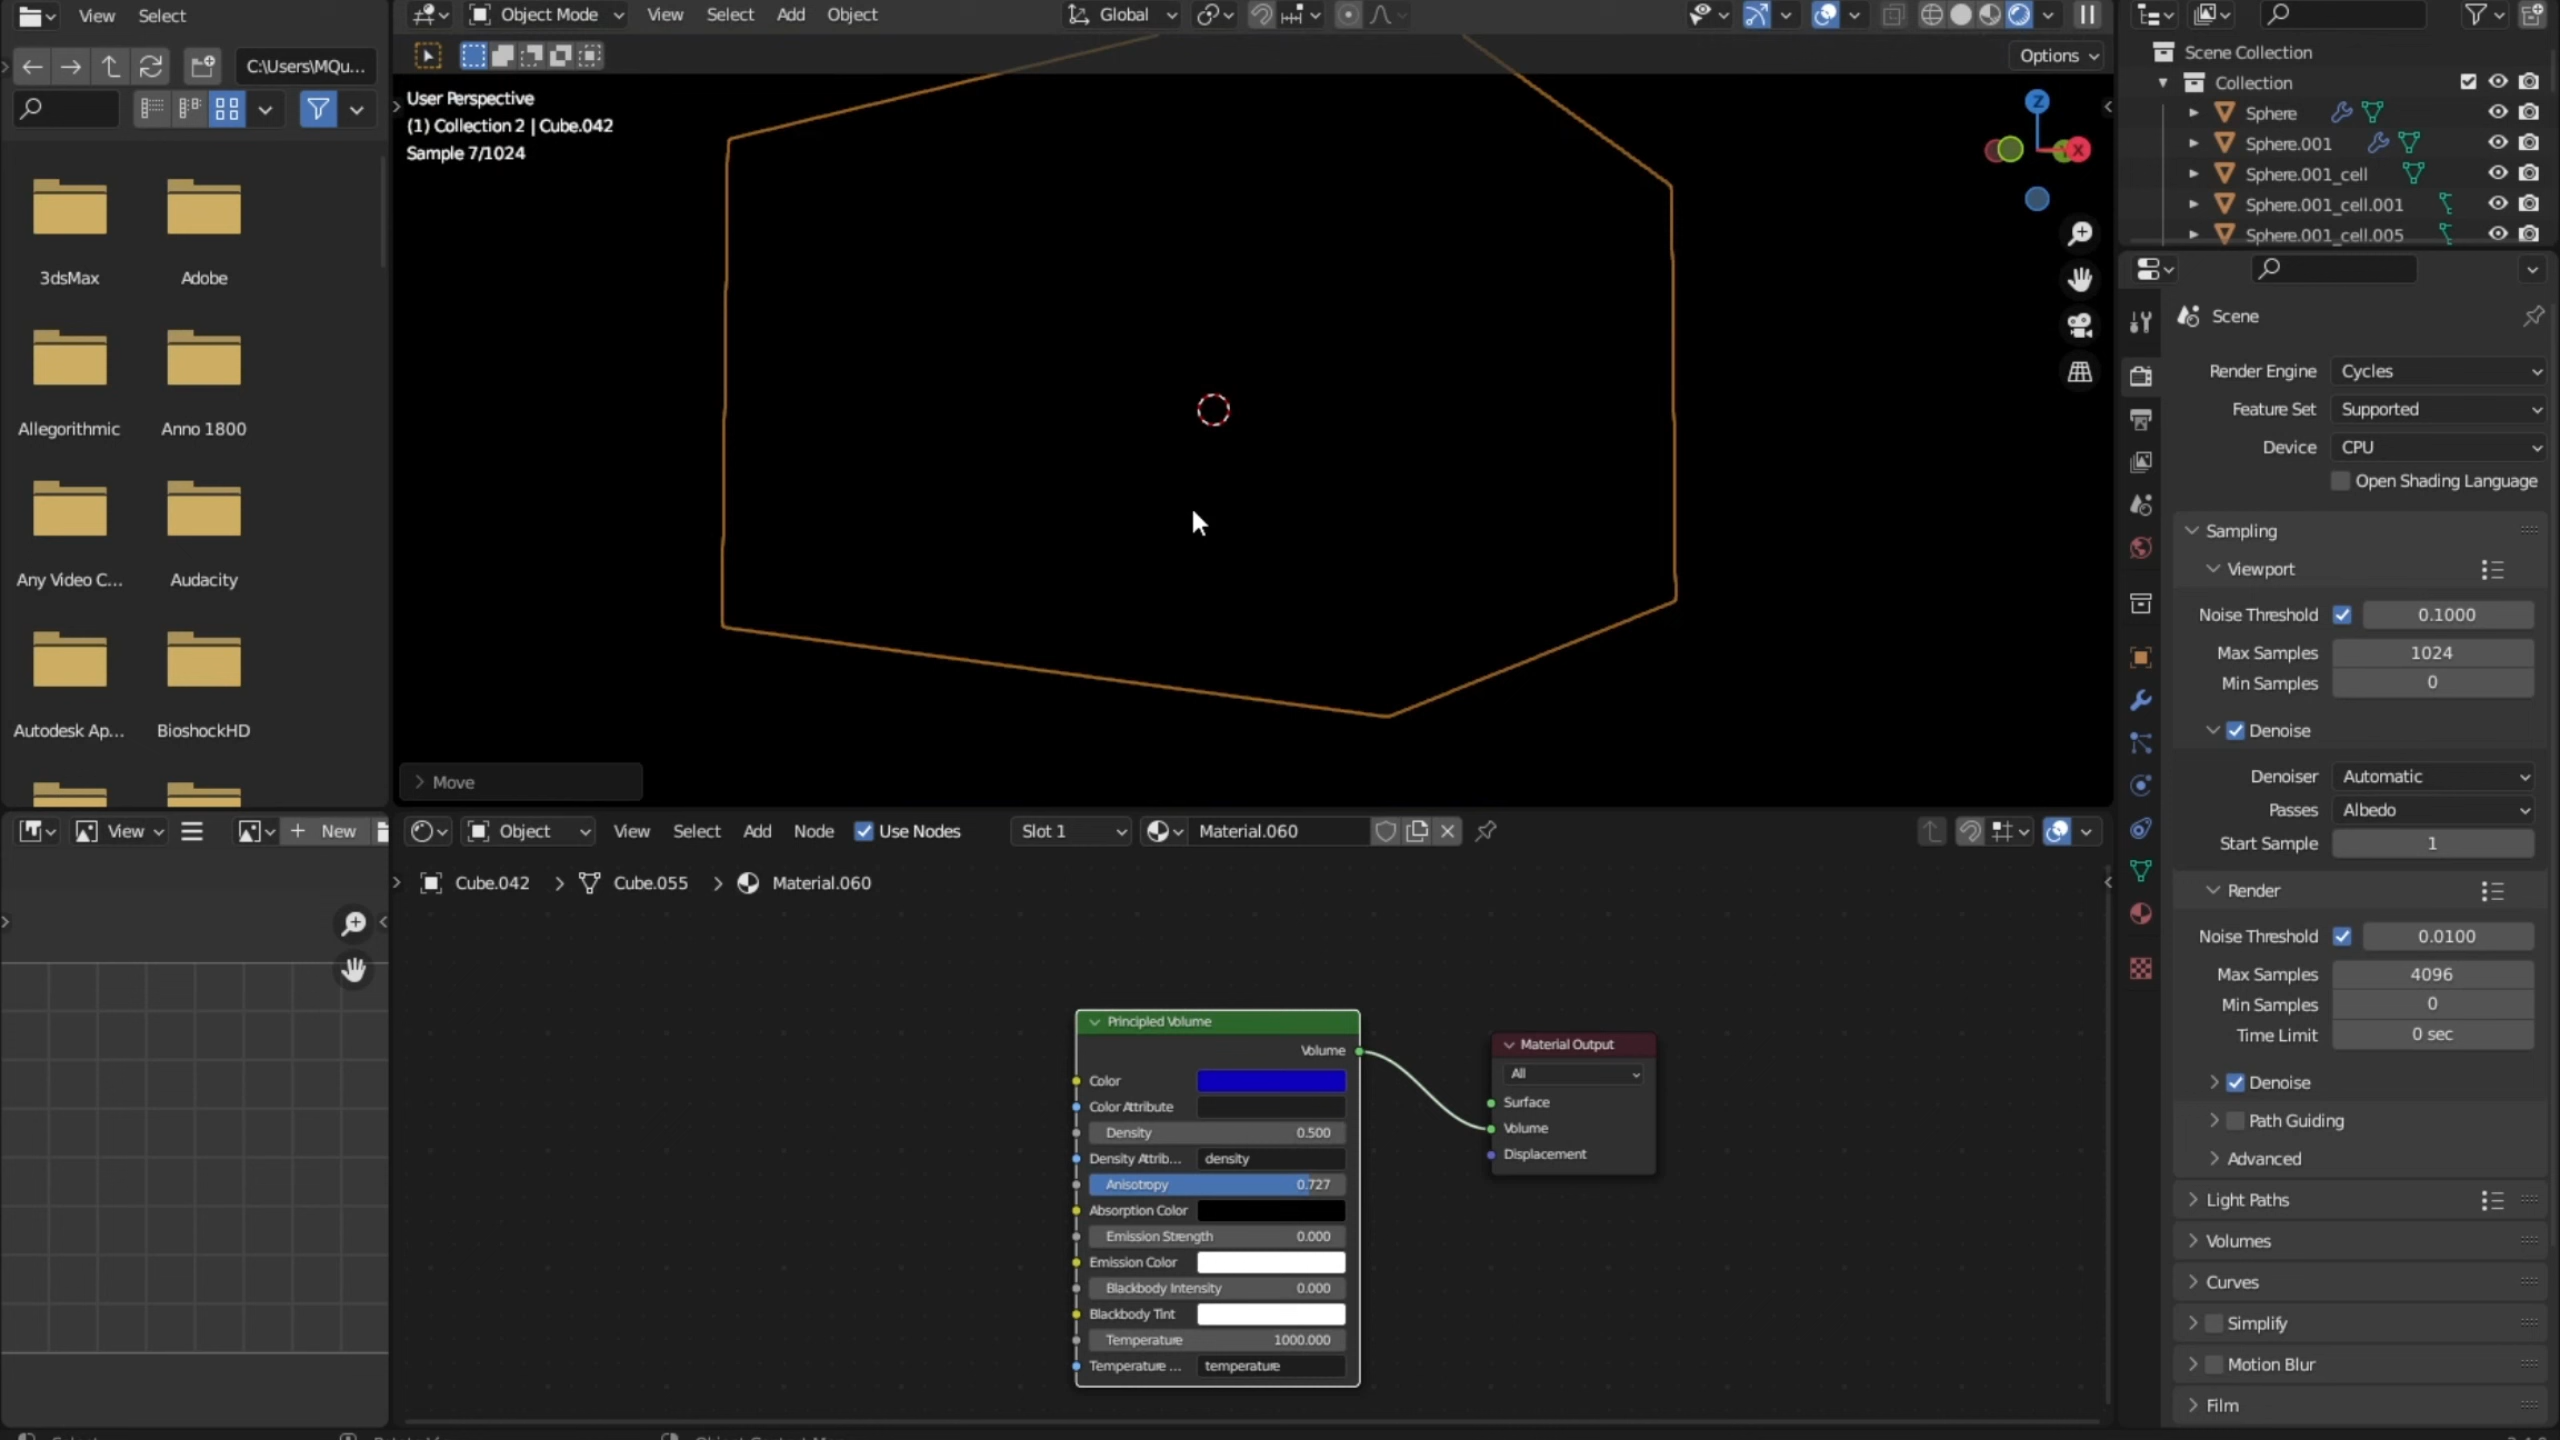 View Select
Object Mode View Select Add Object
Global
Options
C:\Users\MQu...
User Perspective
(1) Collection 2 | Cube.042
Sample 7/1024
Z
X
3dsMax Adobe
Allegorithmic Anno 1800
Any Video C... Audacity
Autodesk Ap... BioshockHD
Move
Scene Collection
Collection
Sphere
Sphere.001
Sphere.001_cell
Sphere.001_cell.001
Sphere.001_cell.005
Scene
Render Engine Cycles
Feature Set Supported
Device CPU
Open Shading Language
Sampling
Viewport
Noise Threshold 0.1000
Max Samples 1024
Min Samples 0
Denoise
Denoiser Automatic
Passes Albedo
Start Sample 1
Render
Noise Threshold 0.0100
Max Samples 4096
Min Samples 0
Time Limit 0 sec
Denoise
Path Guiding
Advanced
Light Paths
Volumes
Curves
Simplify
Motion Blur
Film
View New
Object View Select Add Node Use Nodes Slot 1 Material.060
Cube.042 > Cube.055 > Material.060
Principled Volume
Volume
Color
Color Attribute
Density 0.500
Density Attrib... density
Anisotropy 0.727
Absorption Color
Emission Strength 0.000
Emission Color
Blackbody Intensity 0.000
Blackbody Tint
Temperature 1000.000
Temperature ... temperature
Material Output
All
Surface
Volume
Displacement